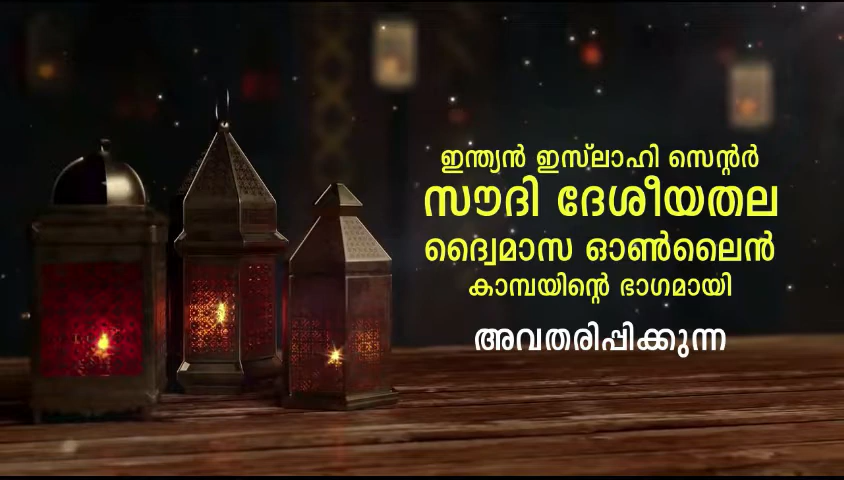 ഇന്ത്യൻ ഇസ്‌ലാഹി സെന്റർ
സൗദി ദേശീയതല
ദ്വൈമാസ ഓൺലൈൻ
കാമ്പയിന്റെ ഭാഗമായി
അവതരിപ്പിക്കുന്ന